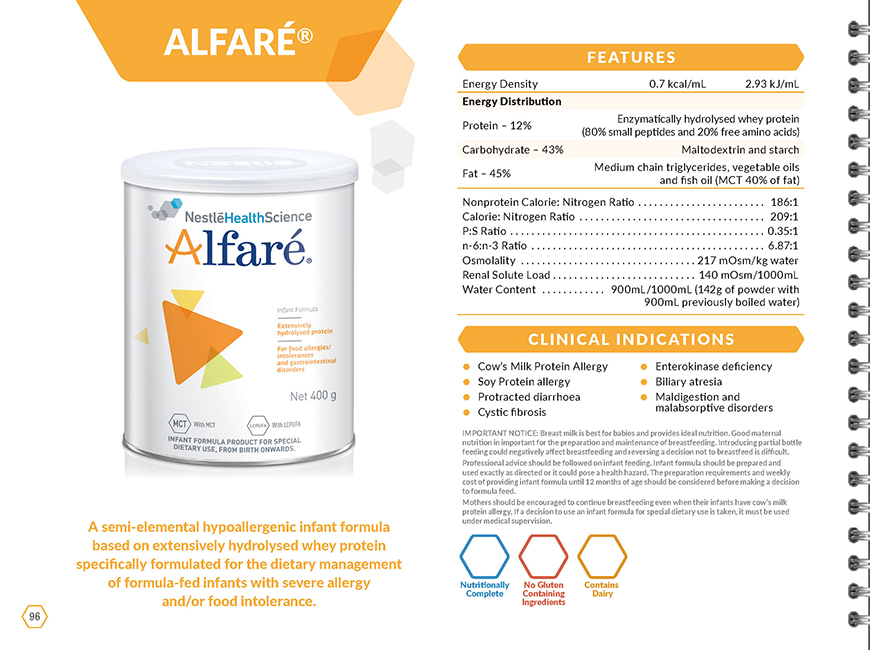 ALFARÉ®
NestléHealthScience
Alfaré®
Infant Formula
Extensively
hydrolysed protein
For food allergies/
intolerances
and gastrointestinal
disorders
Net 400 g
MCT With MCT
LCPUFA With LCPUFA
INFANT FORMULA PRODUCT FOR SPECIAL
DIETARY USE, FROM BIRTH ONWARDS.
A semi-elemental hypoallergenic infant formula
based on extensively hydrolysed whey protein
specifically formulated for the dietary management
of formula-fed infants with severe allergy
and/or food intolerance.
96
FEATURES
Energy Density 0.7 kcal/mL 2.93 kJ/mL
Energy Distribution
Protein – 12% Enzymatically hydrolysed whey protein
(80% small peptides and 20% free amino acids)
Carbohydrate – 43% Maltodextrin and starch
Fat – 45% Medium chain triglycerides, vegetable oils
and fish oil (MCT 40% of fat)
Nonprotein Calorie: Nitrogen Ratio . . . . . . . . . . . . . . . . . . . . . . . . 186:1
Calorie: Nitrogen Ratio . . . . . . . . . . . . . . . . . . . . . . . . . . . . . . . . . . . 209:1
P:S Ratio . . . . . . . . . . . . . . . . . . . . . . . . . . . . . . . . . . . . . . . . . . . . . . . . 0.35:1
n-6:n-3 Ratio . . . . . . . . . . . . . . . . . . . . . . . . . . . . . . . . . . . . . . . . . . . . 6.87:1
Osmolality . . . . . . . . . . . . . . . . . . . . . . . . . . . . . . . . . 217 mOsm/kg water
Renal Solute Load . . . . . . . . . . . . . . . . . . . . . . . . . . . 140 mOsm/1000mL
Water Content . . . . . . . . . . . . 900mL/1000mL (142g of powder with
900mL previously boiled water)
CLINICAL INDICATIONS
Cow's Milk Protein Allergy
Soy Protein allergy
Protracted diarrhoea
Cystic fibrosis
Enterokinase deficiency
Biliary atresia
Maldigestion and
malabsorptive disorders
IMPORTANT NOTICE: Breast milk is best for babies and provides ideal nutrition. Good maternal
nutrition in important for the preparation and maintenance of breastfeeding. Introducing partial bottle
feeding could negatively affect breastfeeding and reversing a decision not to breastfeed is difficult.
Professional advice should be followed on infant feeding. Infant formula should be prepared and
used exactly as directed or it could pose a health hazard. The preparation requirements and weekly
cost of providing infant formula until 12 months of age should be considered before making a decision
to formula feed.
Mothers should be encouraged to continue breastfeeding even when their infants have cow's milk
protein allergy. If a decision to use an infant formula for special dietary use is taken, it must be used
under medical supervision.
Nutritionally
Complete
No Gluten
Containing
Ingredients
Contains
Dairy